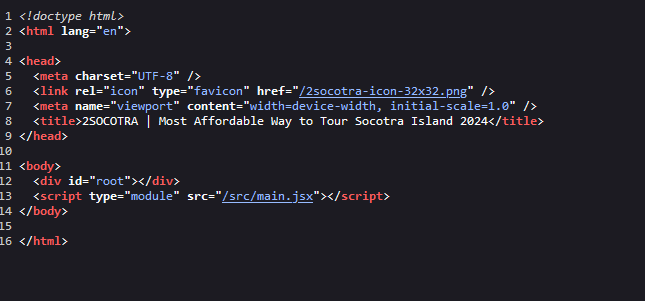 1 <!doctype html>
2 <html lang="en">
3
4 <head>
5   <meta charset="UTF-8" />
6   <link rel="icon" type="favicon" href="/2socotra-icon-32x32.png" />
7   <meta name="viewport" content="width=device-width, initial-scale=1.0" />
8   <title>2SOCOTRA | Most Affordable Way to Tour Socotra Island 2024</title>
9 </head>
10
11 <body>
12   <div id="root"></div>
13   <script type="module" src="/src/main.jsx"></script>
14 </body>
15
16 </html>